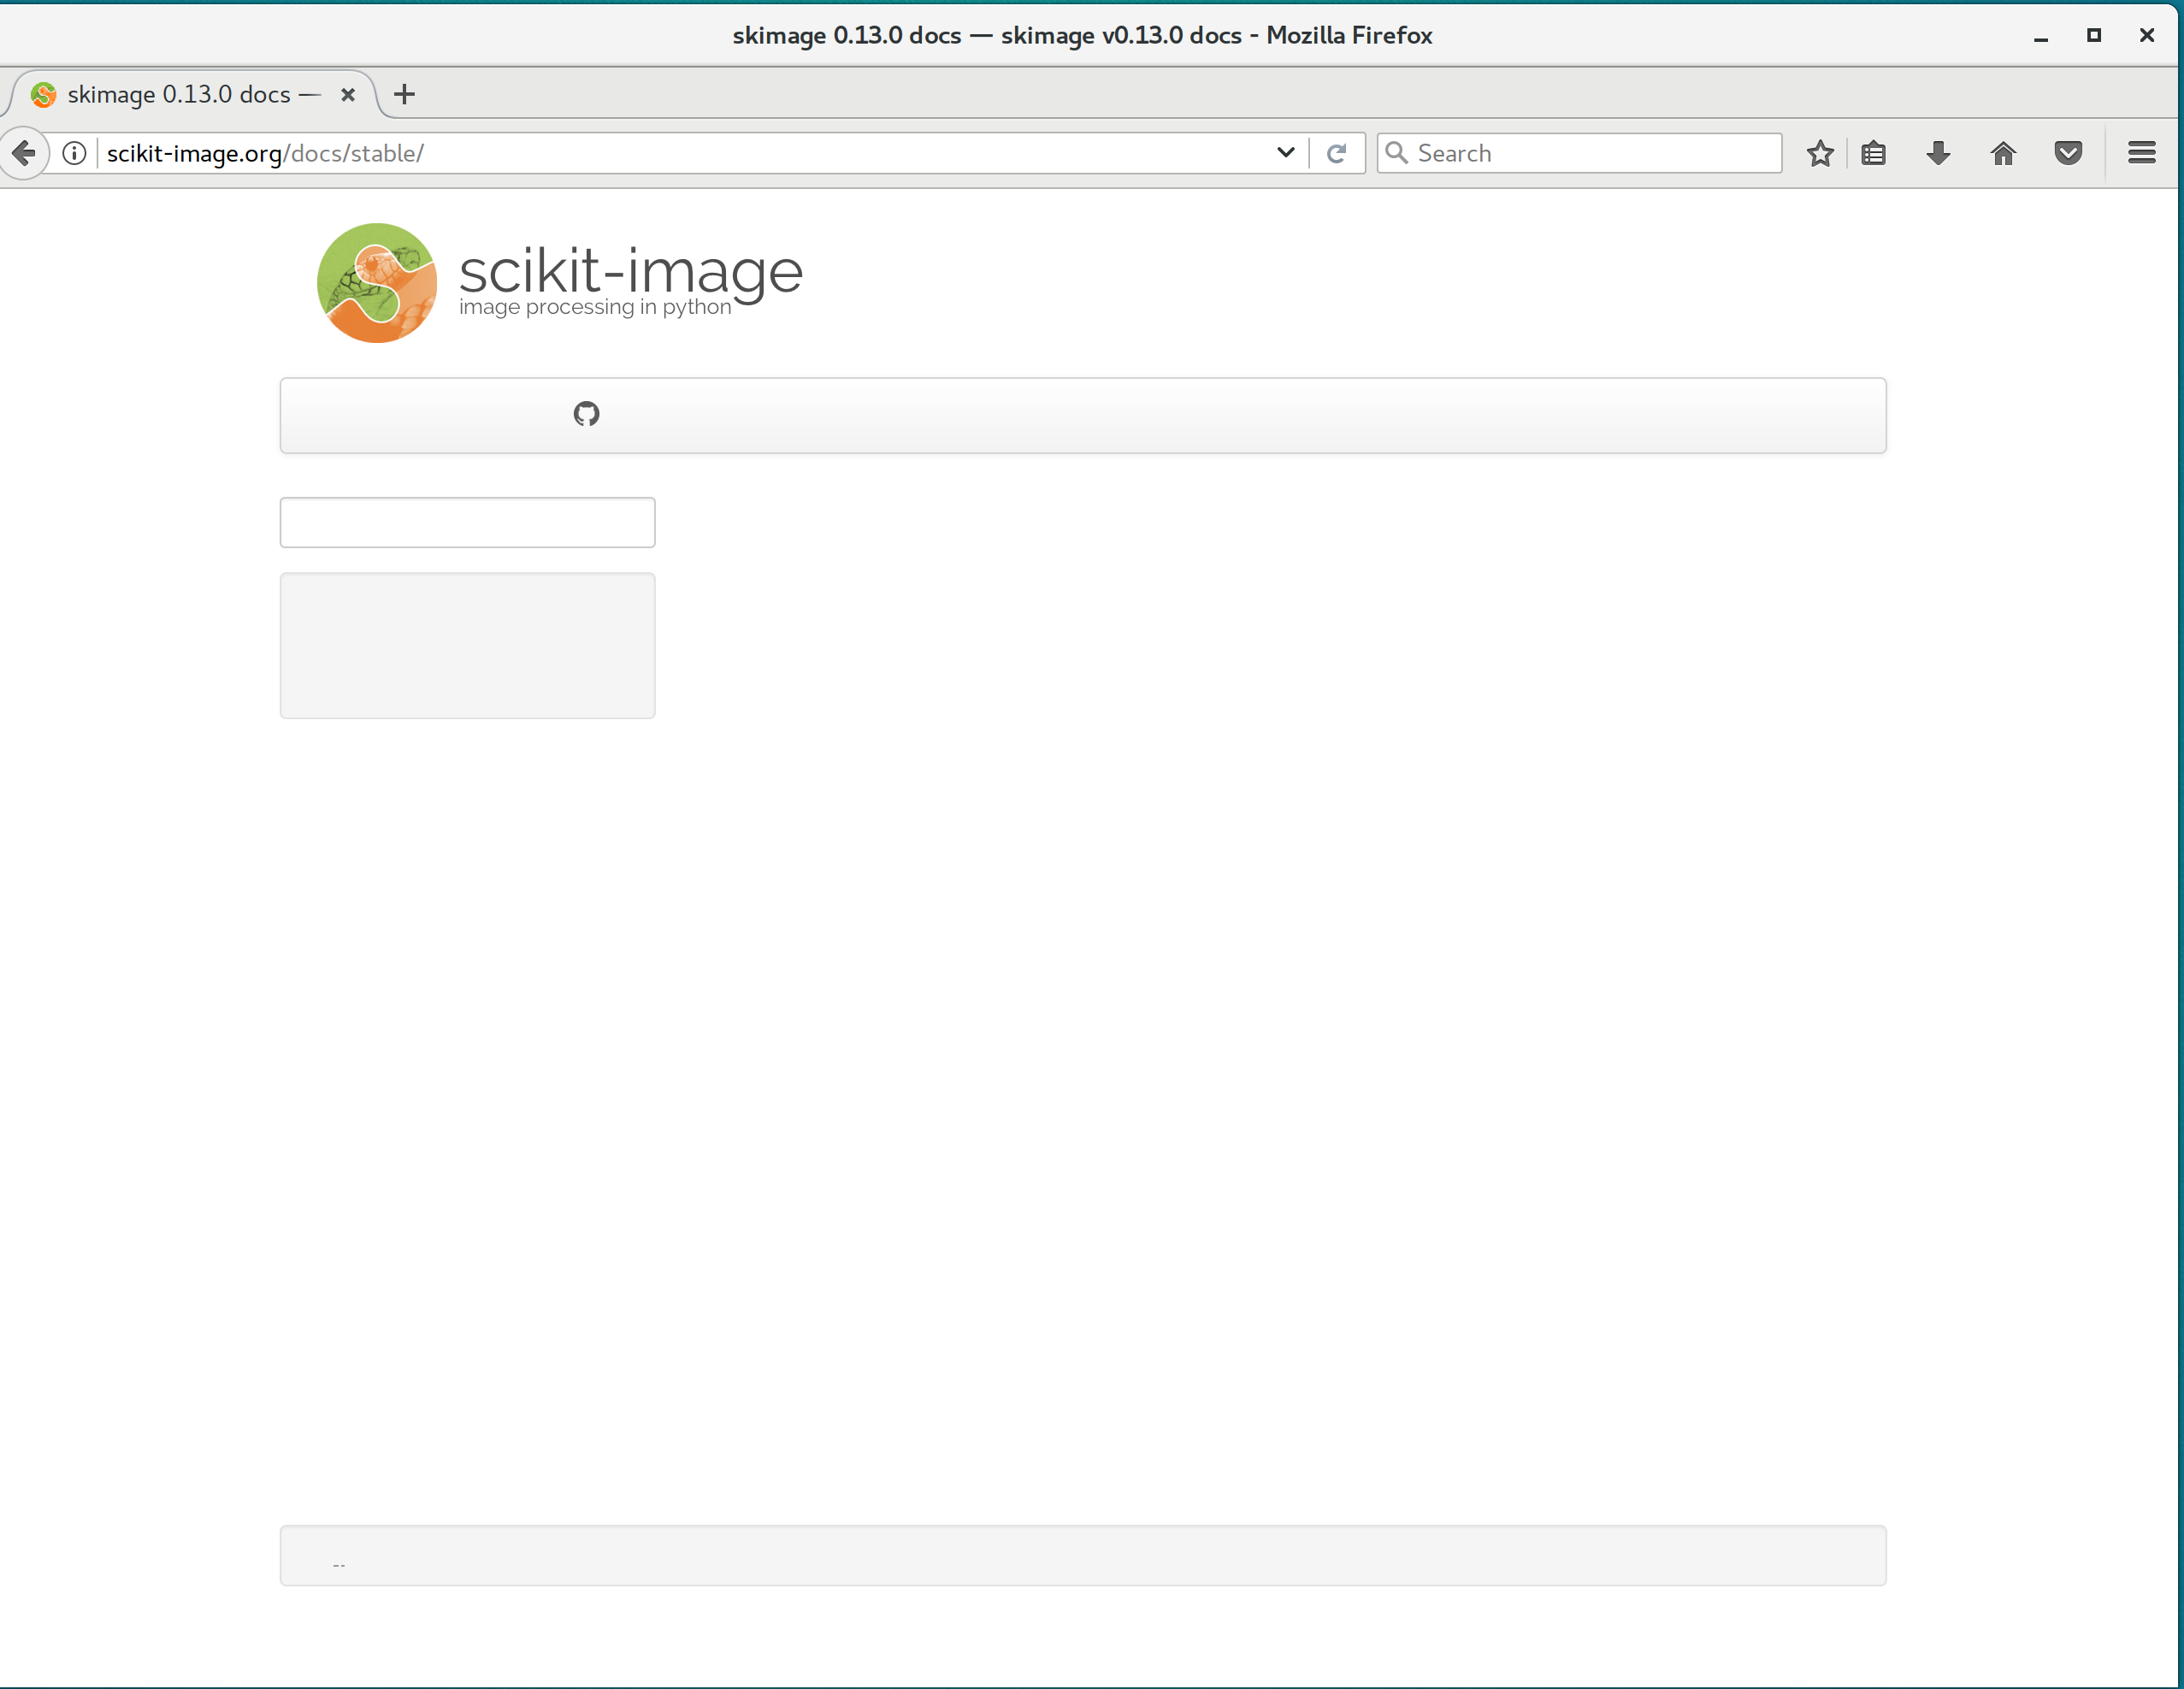 skimage 0.13.0 docs — skimage v0.13.0 docs - Mozilla Firefox
skimage 0.13.0 docs —
scikit-image.org/docs/stable/
Search
scikit-image
image processing in python
--